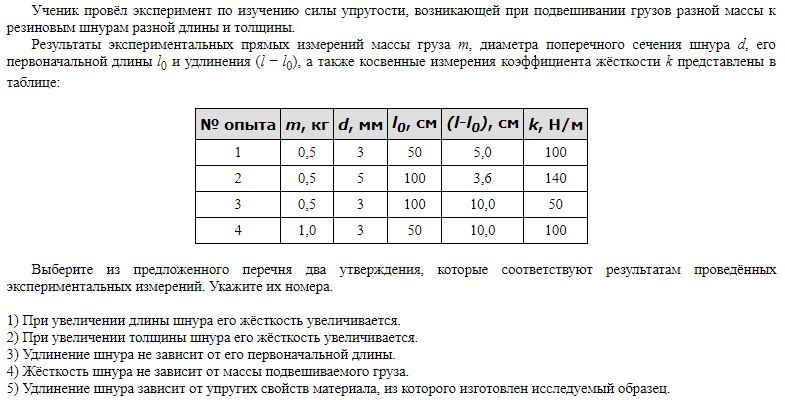 Ученик провёл эксперимент по изучению силы упругости, возникающей при подвешивании грузов разной массы к
резиновым шнурам разной длины и толщины.
Результаты экспериментальных прямых измерений массы груза m, диаметра поперечного сечения шнура d, его
первоначальной длины l₀ и удлинения (l − l₀), а также косвенные измерения коэффициента жёсткости k представлены в
таблице:
№ опыта m, кг d, мм l₀, см (l-l₀), см k, Н/м
1 0,5 3 50 5,0 100
2 0,5 5 100 3,6 140
3 0,5 3 100 10,0 50
4 1,0 3 50 10,0 100
Выберите из предложенного перечня два утверждения, которые соответствуют результатам проведённых
экспериментальных измерений. Укажите их номера.
1) При увеличении длины шнура его жёсткость увеличивается.
2) При увеличении толщины шнура его жёсткость увеличивается.
3) Удлинение шнура не зависит от его первоначальной длины.
4) Жёсткость шнура не зависит от массы подвешиваемого груза.
5) Удлинение шнура зависит от упругих свойств материала, из которого изготовлен исследуемый образец.